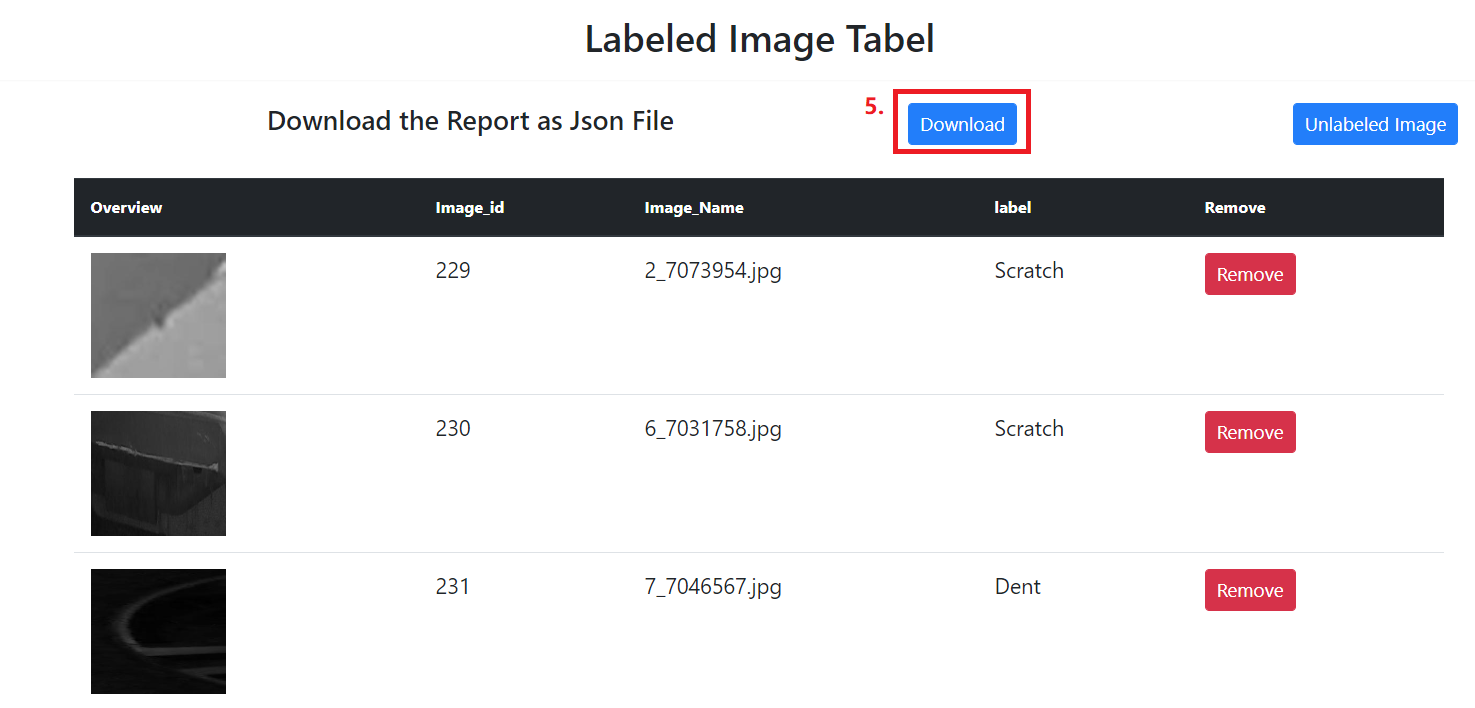 Labeled Image Tabel
Download the Report as Json File 5. Download Unlabeled Image
Overview Image_id Image_Name label Remove
229 2_7073954.jpg Scratch Remove
230 6_7031758.jpg Scratch Remove
231 7_7046567.jpg Dent Remove